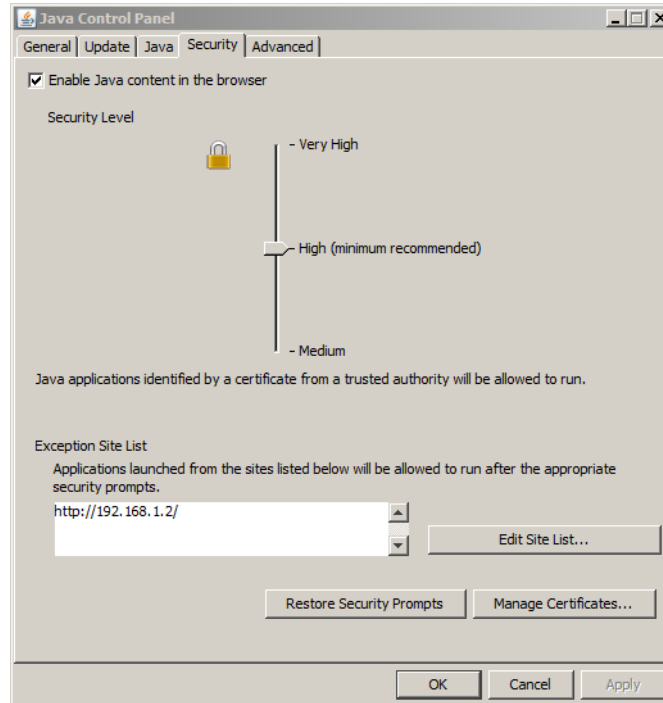 Java Control Panel
General Update Java Security Advanced
Enable Java content in the browser
Security Level
- Very High
- High (minimum recommended)
- Medium
Java applications identified by a certificate from a trusted authority will be allowed to run.
Exception Site List
Applications launched from the sites listed below will be allowed to run after the appropriate
security prompts.
http://192.168.1.2/
Edit Site List...
Restore Security Prompts Manage Certificates...
OK Cancel Apply